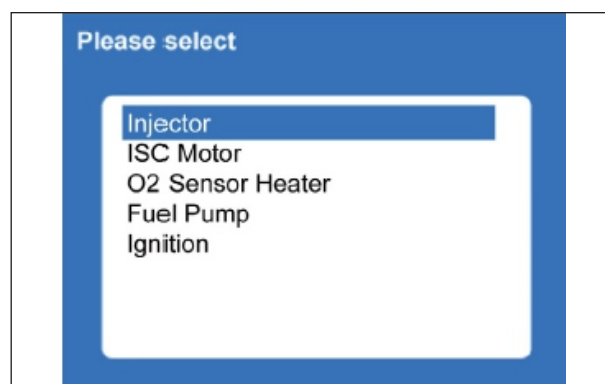 Please select
Injector
ISC Motor
O2 Sensor Heater
Fuel Pump
Ignition